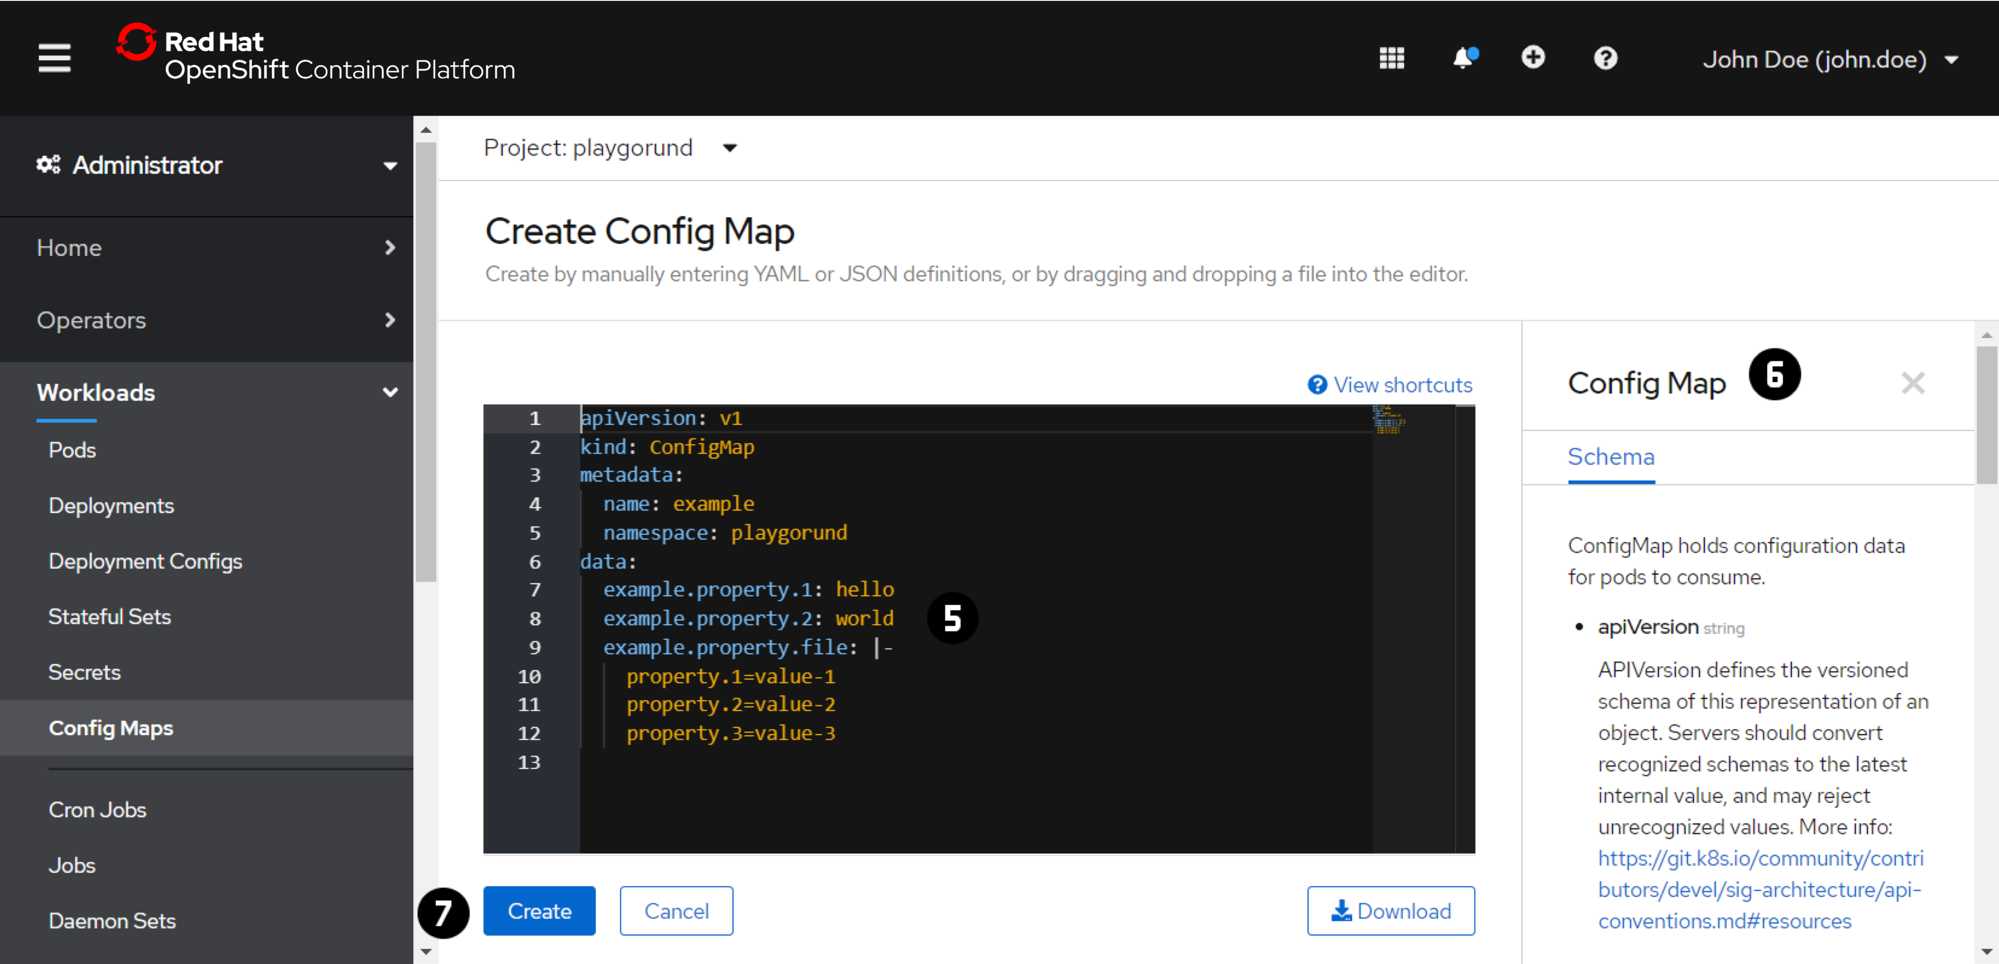 Red Hat
OpenShift Container Platform
John Doe (john.doe)
Administrator
Home
Operators
Workloads
Pods
Deployments
Deployment Configs
Stateful Sets
Secrets
Config Maps
Cron Jobs
Jobs
Daemon Sets
Project: playgorund
Create Config Map
Create by manually entering YAML or JSON definitions, or by dragging and dropping a file into the editor.
View shortcuts
1 apiVersion: v1
2 kind: ConfigMap
3 metadata:
4   name: example
5   namespace: playgorund
6 data:
7   example.property.1: hello
8   example.property.2: world
9   example.property.file: |-
10     property.1=value-1
11     property.2=value-2
12     property.3=value-3
13
5
7
Create
Cancel
Download
Config Map
6
Schema
ConfigMap holds configuration data
for pods to consume.
• apiVersion string
APIVersion defines the versioned
schema of this representation of an
object. Servers should convert
recognized schemas to the latest
internal value, and may reject
unrecognized values. More info:
https://git.k8s.io/community/contri
butors/devel/sig-architecture/api-
conventions.md#resources